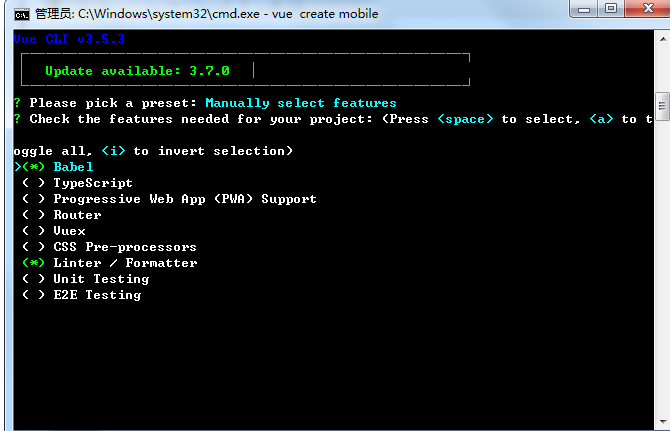 管理员: C:\Windows\system32\cmd.exe - vue  create mobile
Vue CLI v3.5.3
Update available: 3.7.0
? Please pick a preset: Manually select features
? Check the features needed for your project: (Press <space> to select, <a> to t
oggle all, <i> to invert selection)
>(*) Babel
( ) TypeScript
( ) Progressive Web App (PWA) Support
( ) Router
( ) Vuex
( ) CSS Pre-processors
(*) Linter / Formatter
( ) Unit Testing
( ) E2E Testing